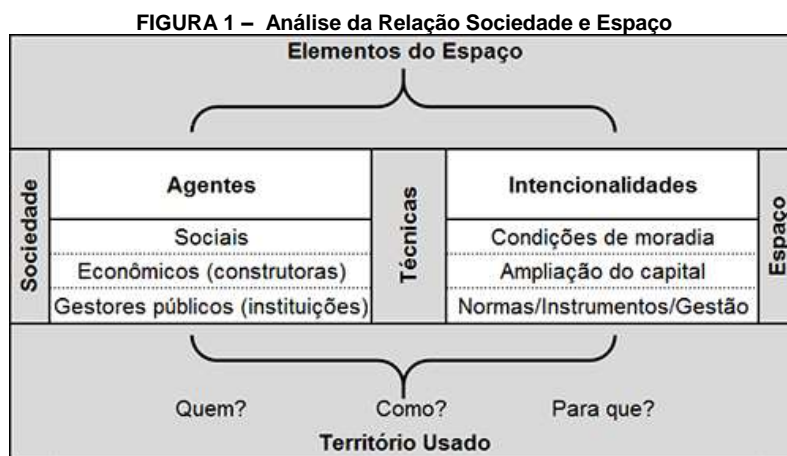 FIGURA 1 – Análise da Relação Sociedade e Espaço
Elementos do Espaço
Sociedade
Agentes
Técnicas
Intencionalidades
Espaço
Sociais
Condições de moradia
Econômicos (construtoras)
Ampliação do capital
Gestores públicos (instituições)
Normas/Instrumentos/Gestão
Quem? Como? Para que?
Território Usado